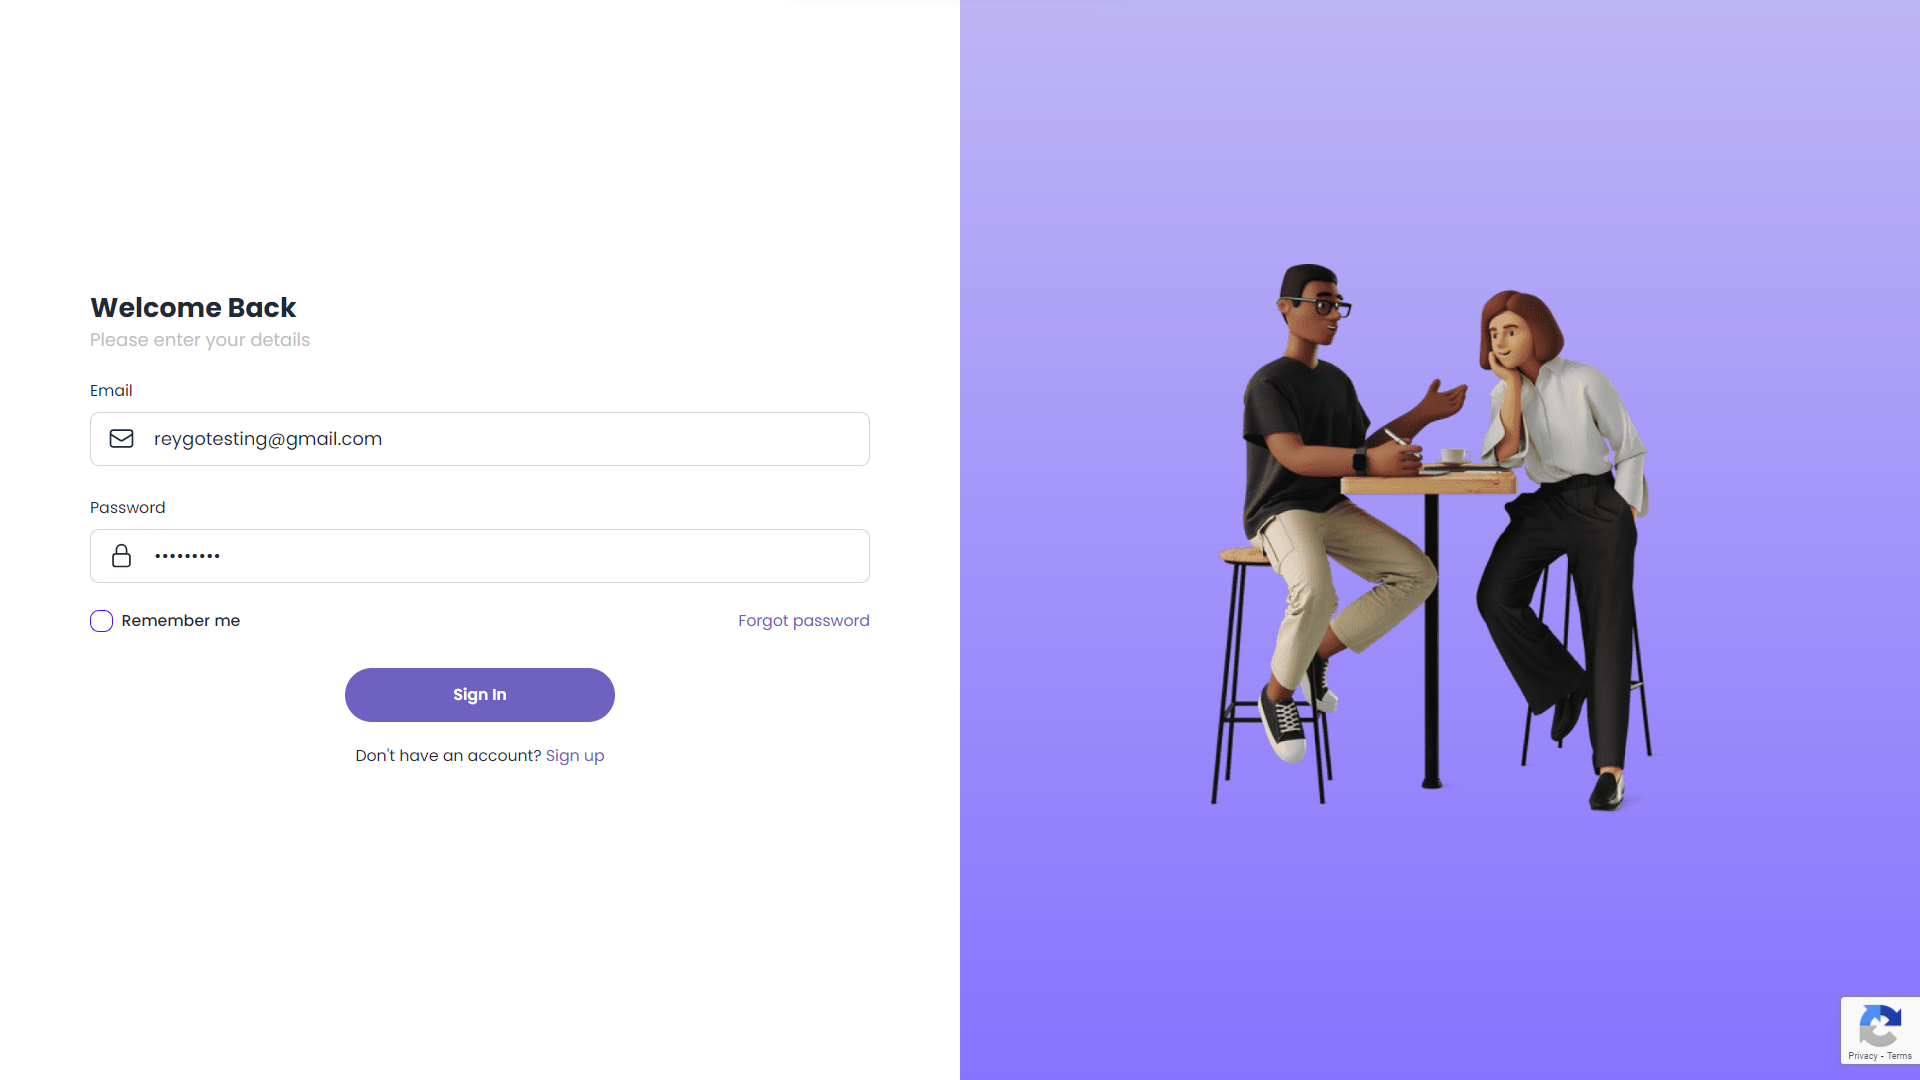 Welcome Back
Please enter your details
Email
reygotesting@gmail.com
Password
•••••••••
Remember me
Forgot password
Sign In
Don't have an account? Sign up
Privacy - Terms